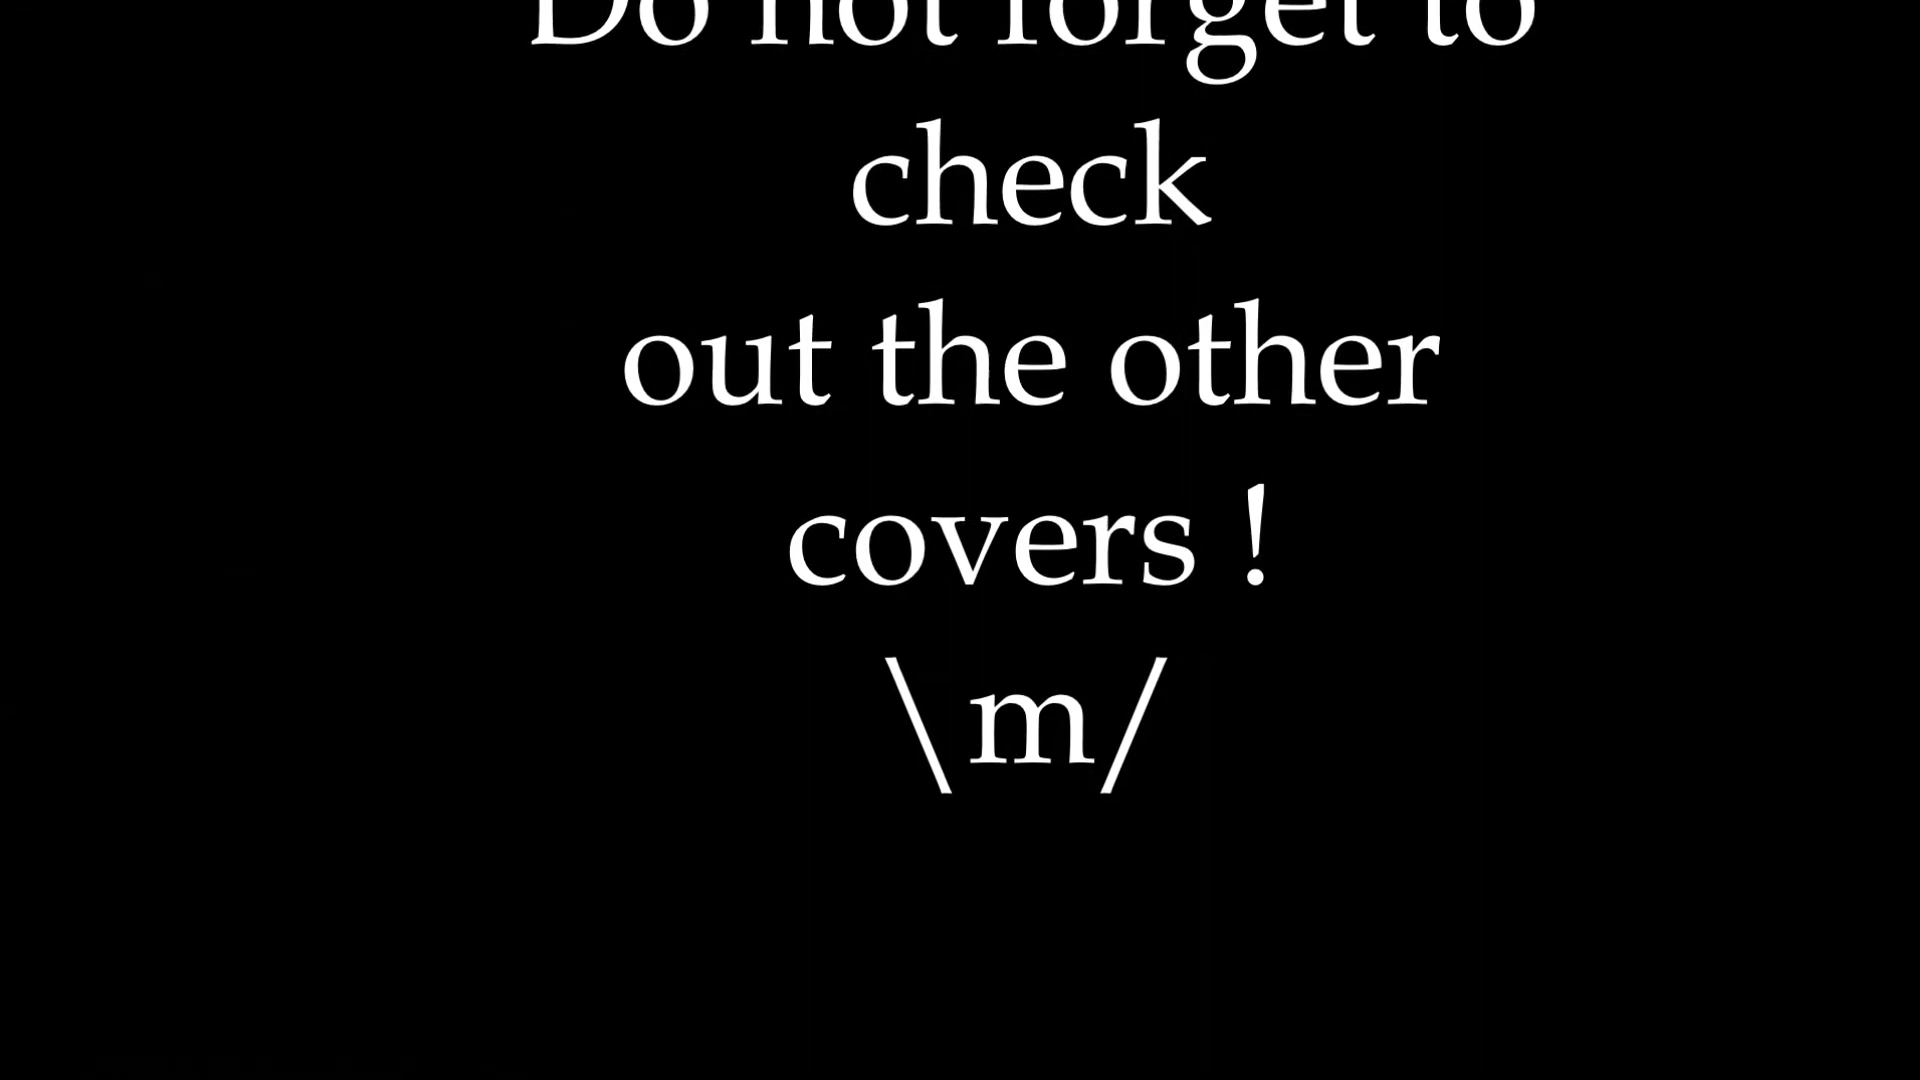 Do not forget to
check
out the other
covers !
\m/